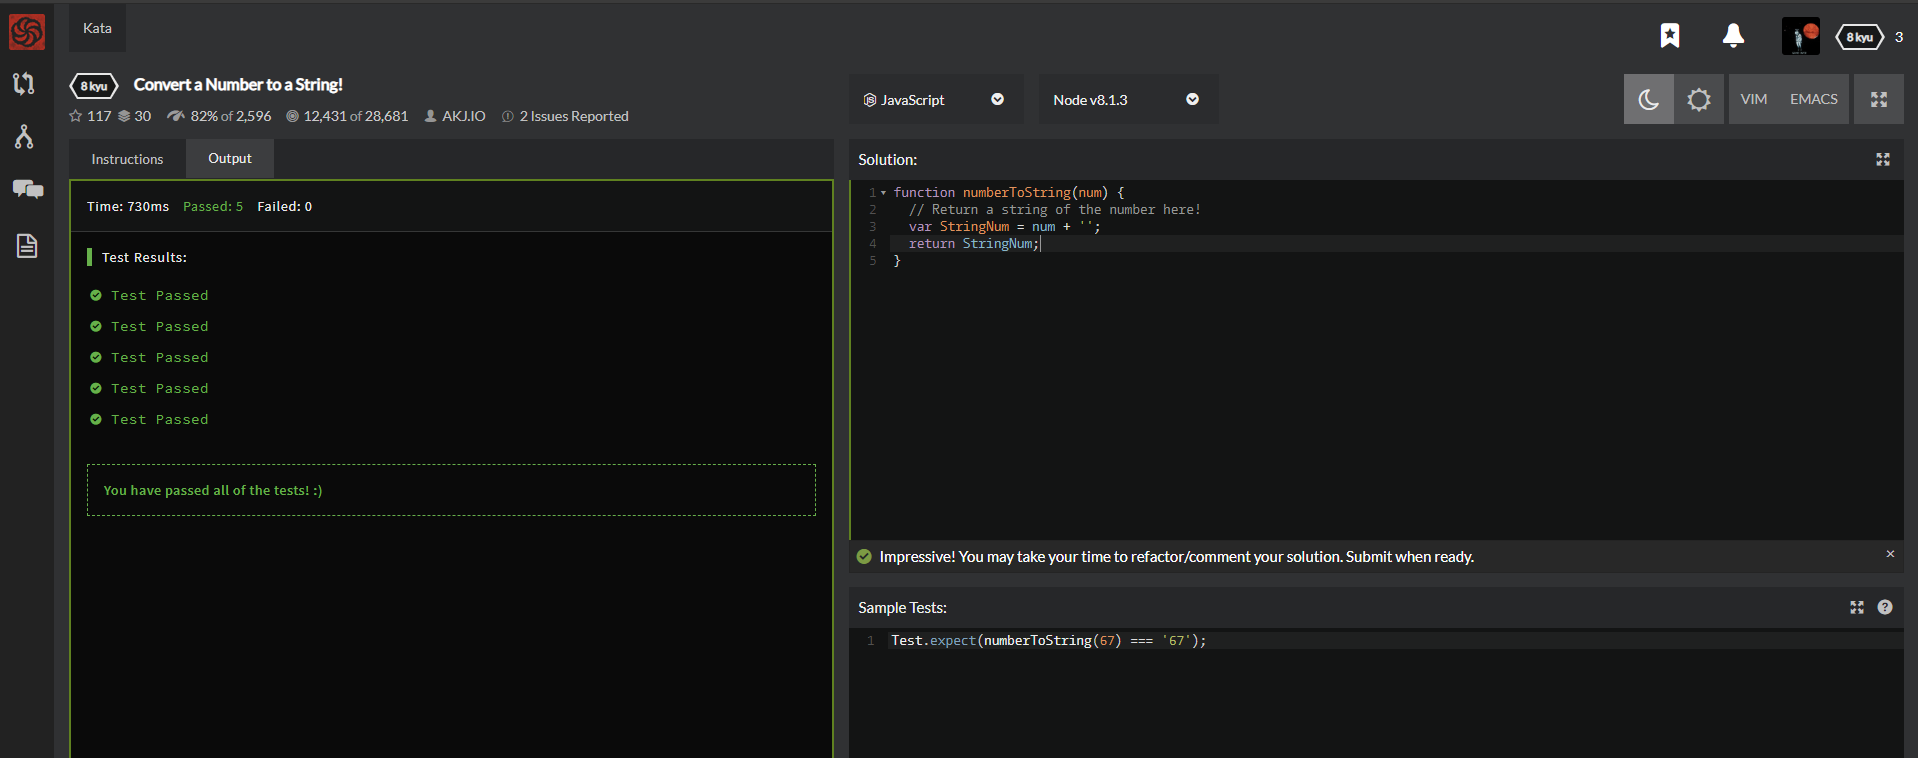 Kata
8 kyu
3
8 kyu Convert a Number to a String!
117 30 82% of 2,596 12,431 of 28,681 AKJ.IO 2 Issues Reported
JavaScript
Node v8.1.3
VIM EMACS
Instructions Output
Time: 730ms Passed: 5 Failed: 0
Test Results:
Test Passed
Test Passed
Test Passed
Test Passed
Test Passed
You have passed all of the tests! :)
Solution:
1 function numberToString(num) {
2   // Return a string of the number here!
3   var StringNum = num + '';
4   return StringNum;
5 }
Impressive! You may take your time to refactor/comment your solution. Submit when ready.
Sample Tests:
1 Test.expect(numberToString(67) === '67');